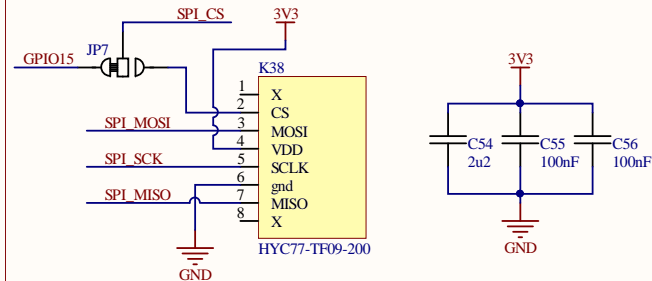 SPI_CS
3V3
GPIO15
JP7
K38
1 X
2 CS
SPI_MOSI 3 MOSI
4 VDD
SPI_SCK 5 SCLK
6 gnd
SPI_MISO 7 MISO
8 X
HYC77-TF09-200
GND
3V3
C54 C55 C56
2u2 100nF 100nF
GND